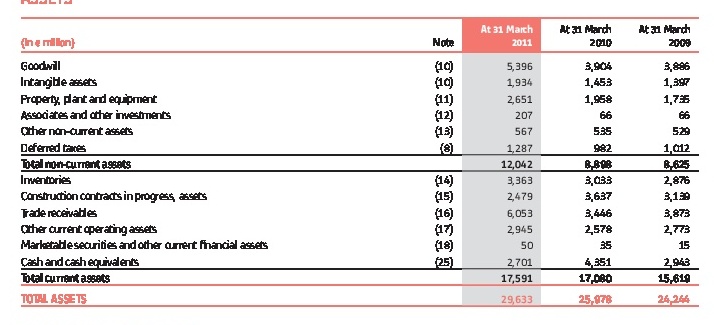 ASSETS
At 31 March At 31 March At 31 March
(in € million) Note 2011 2010 2009
Goodwill (10) 5,396 3,904 3,886
Intangible assets (10) 1,934 1,453 1,397
Property, plant and equipment (11) 2,651 1,958 1,735
Associates and other investments (12) 207 66 66
Other non-current assets (13) 567 535 529
Deferred taxes (8) 1,287 982 1,012
Total non-current assets 12,042 8,898 8,625
Inventories (14) 3,363 3,033 2,876
Construction contracts in progress, assets (15) 2,479 3,637 3,139
Trade receivables (16) 6,053 3,446 3,873
Other current operating assets (17) 2,945 2,578 2,773
Marketable securities and other current financial assets (18) 50 35 15
Cash and cash equivalents (25) 2,701 4,351 2,943
Total current assets 17,591 17,080 15,619
TOTAL ASSETS 29,633 25,978 24,244